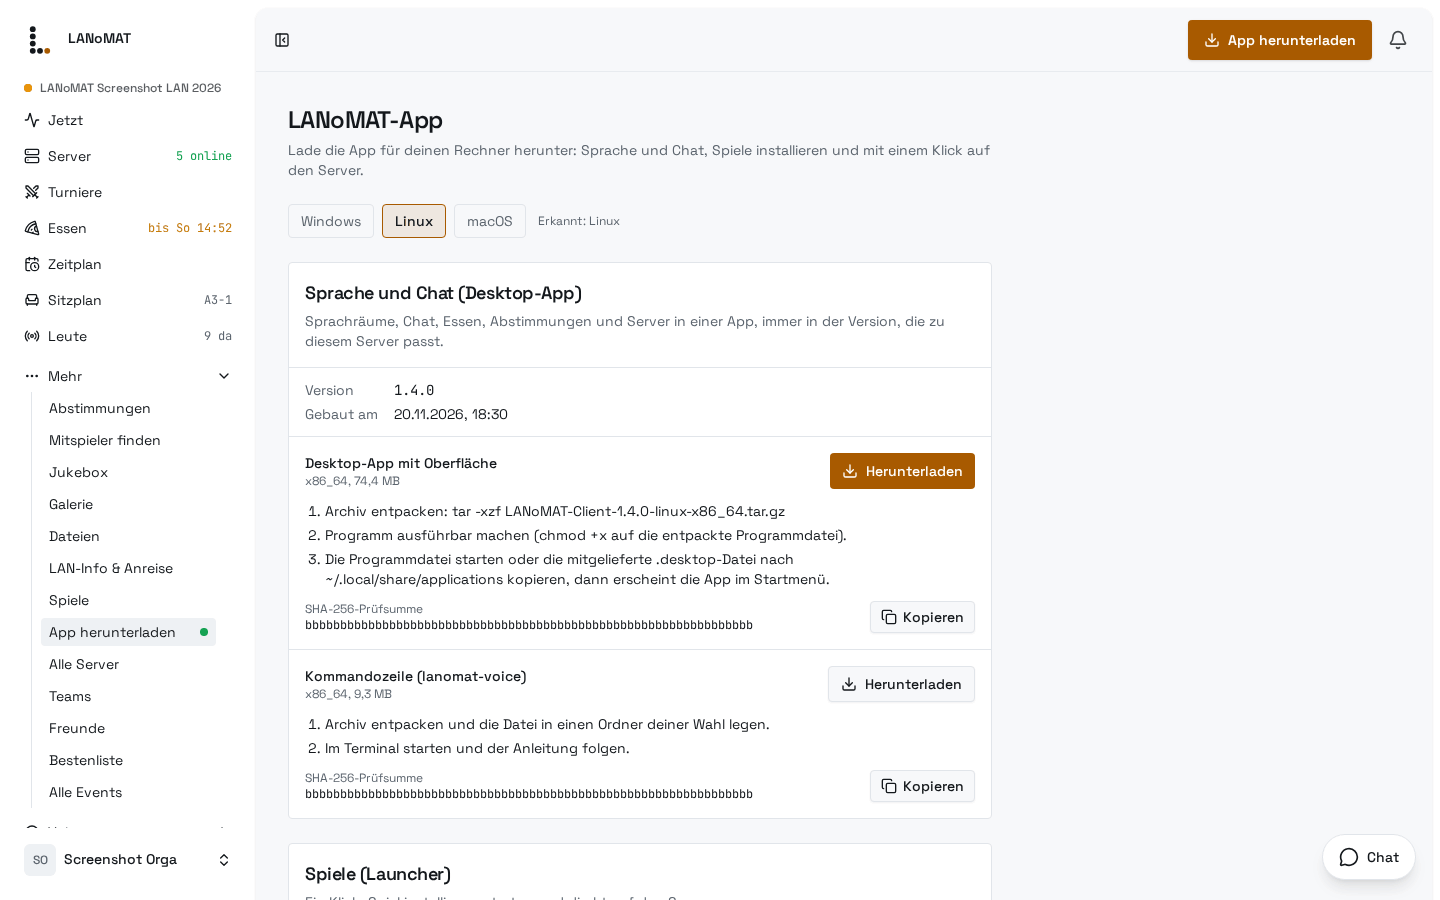 LANoMAT
App herunterladen
LANoMAT Screenshot LAN 2026
Jetzt
Server 5 online
Turniere
Essen bis So 14:52
Zeitplan
Sitzplan A3-1
Leute 9 da
Mehr
Abstimmungen
Mitspieler finden
Jukebox
Galerie
Dateien
LAN-Info & Anreise
Spiele
App herunterladen
Alle Server
Teams
Freunde
Bestenliste
Alle Events
SO Screenshot Orga
LANoMAT-App
Lade die App für deinen Rechner herunter: Sprache und Chat, Spiele installieren und mit einem Klick auf
den Server.
Windows Linux macOS Erkannt: Linux
Sprache und Chat (Desktop-App)
Sprachräume, Chat, Essen, Abstimmungen und Server in einer App, immer in der Version, die zu
diesem Server passt.
Version 1.4.0
Gebaut am 20.11.2026, 18:30
Desktop-App mit Oberfläche
x86_64, 74,4 MB
Herunterladen
1. Archiv entpacken: tar -xzf LANoMAT-Client-1.4.0-linux-x86_64.tar.gz
2. Programm ausführbar machen (chmod +x auf die entpackte Programmdatei).
3. Die Programmdatei starten oder die mitgelieferte .desktop-Datei nach
~/.local/share/applications kopieren, dann erscheint die App im Startmenü.
SHA-256-Prüfsumme
bbbbbbbbbbbbbbbbbbbbbbbbbbbbbbbbbbbbbbbbbbbbbbbbbbbbbbbbbbbbbbbb
Kopieren
Kommandozeile (lanomat-voice)
x86_64, 9,3 MB
Herunterladen
1. Archiv entpacken und die Datei in einen Ordner deiner Wahl legen.
2. Im Terminal starten und der Anleitung folgen.
SHA-256-Prüfsumme
bbbbbbbbbbbbbbbbbbbbbbbbbbbbbbbbbbbbbbbbbbbbbbbbbbbbbbbbbbbbbbbb
Kopieren
Spiele (Launcher)
Chat